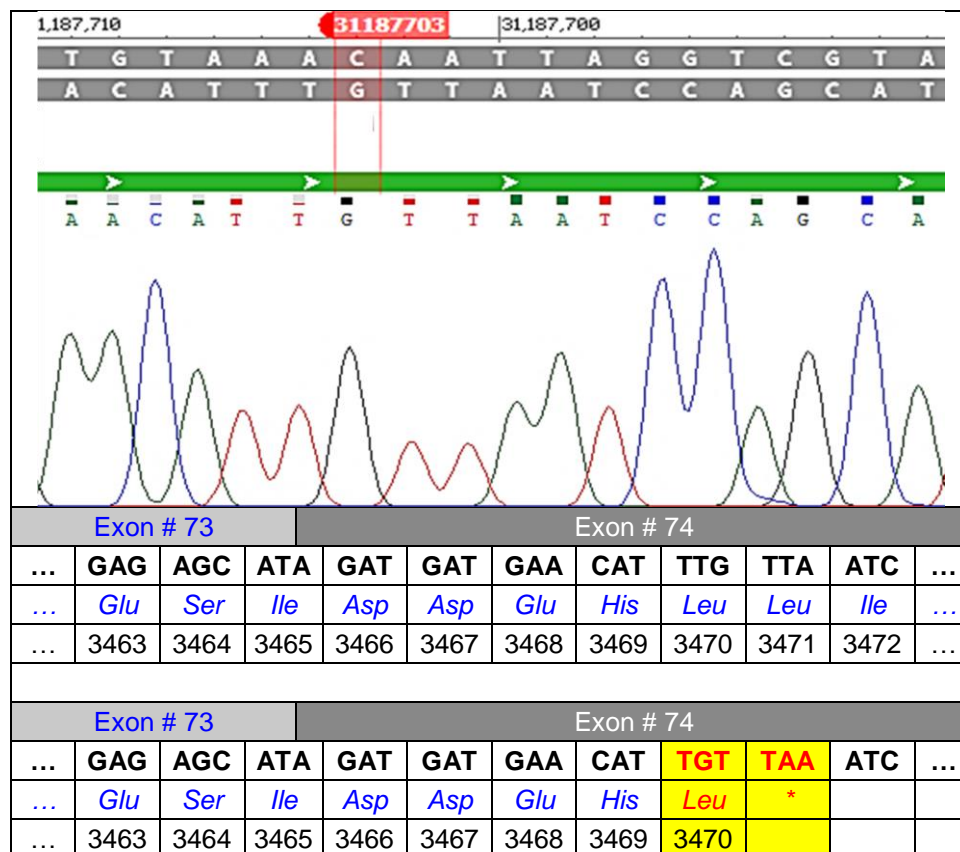 1,187,710 31187703 31,187,700
T G T A A A C A A T T A G G T C G T A
A C A T T T G T T A A T C C A G C A T
A A C A T T G T T A A T C C A G C A
Exon # 73 Exon # 74
... GAG AGC ATA GAT GAT GAA CAT TTG TTA ATC ...
... Glu Ser Ile Asp Asp Glu His Leu Leu Ile ...
... 3463 3464 3465 3466 3467 3468 3469 3470 3471 3472 ...
Exon # 73 Exon # 74
... GAG AGC ATA GAT GAT GAA CAT TGT TAA ATC ...
... Glu Ser Ile Asp Asp Glu His Leu *
... 3463 3464 3465 3466 3467 3468 3469 3470